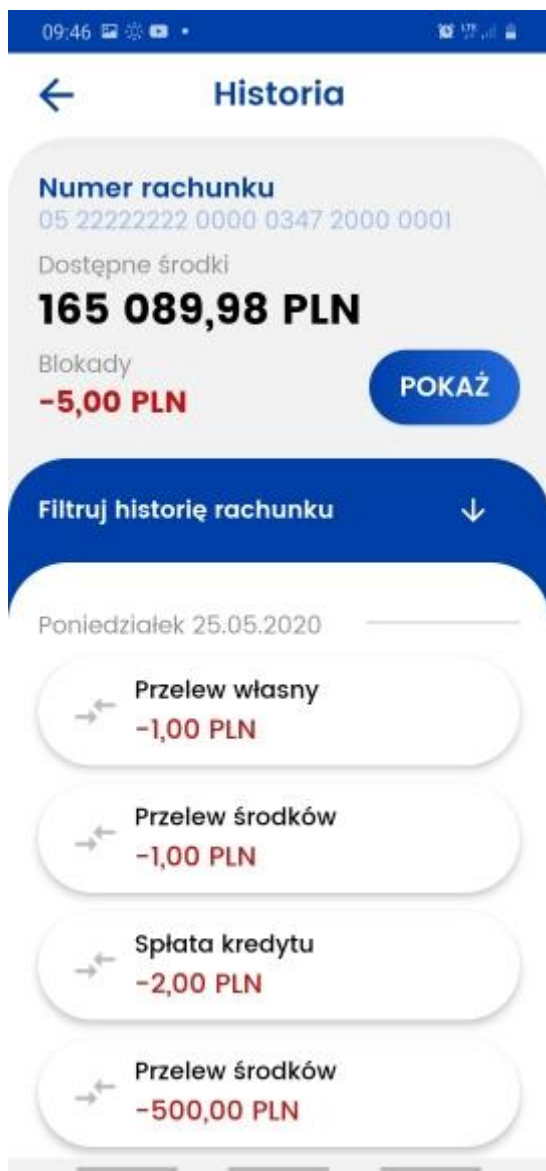 09:46
Historia
Numer rachunku
05 22222222 0000 0347 2000 0001
Dostępne środki
165 089,98 PLN
Blokady
-5,00 PLN
POKAŻ
Filtruj historię rachunku
Poniedziałek 25.05.2020
Przelew własny
-1,00 PLN
Przelew środków
-1,00 PLN
Spłata kredytu
-2,00 PLN
Przelew środków
-500,00 PLN